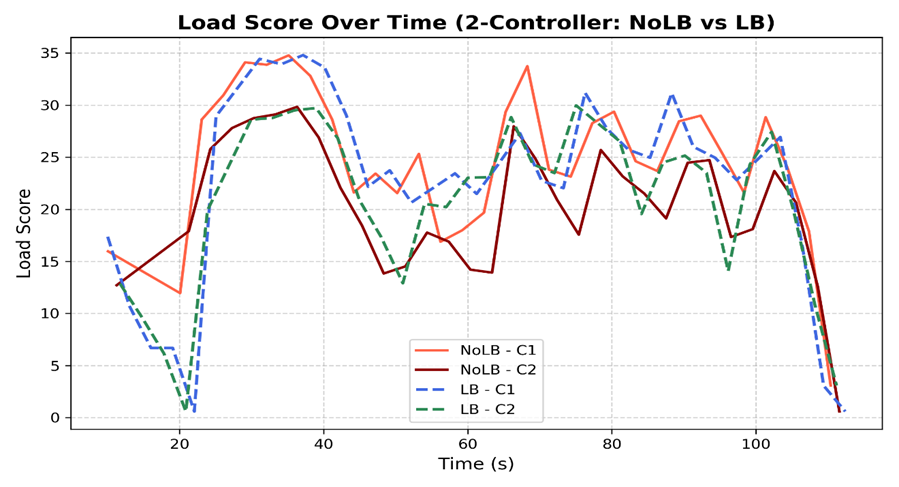 Load Score Over Time (2-Controller: NoLB vs LB)
Load Score
35
30
25
20
15
10
5
0
NoLB - C1
NoLB - C2
LB - C1
LB - C2
20 40 60 80 100
Time (s)